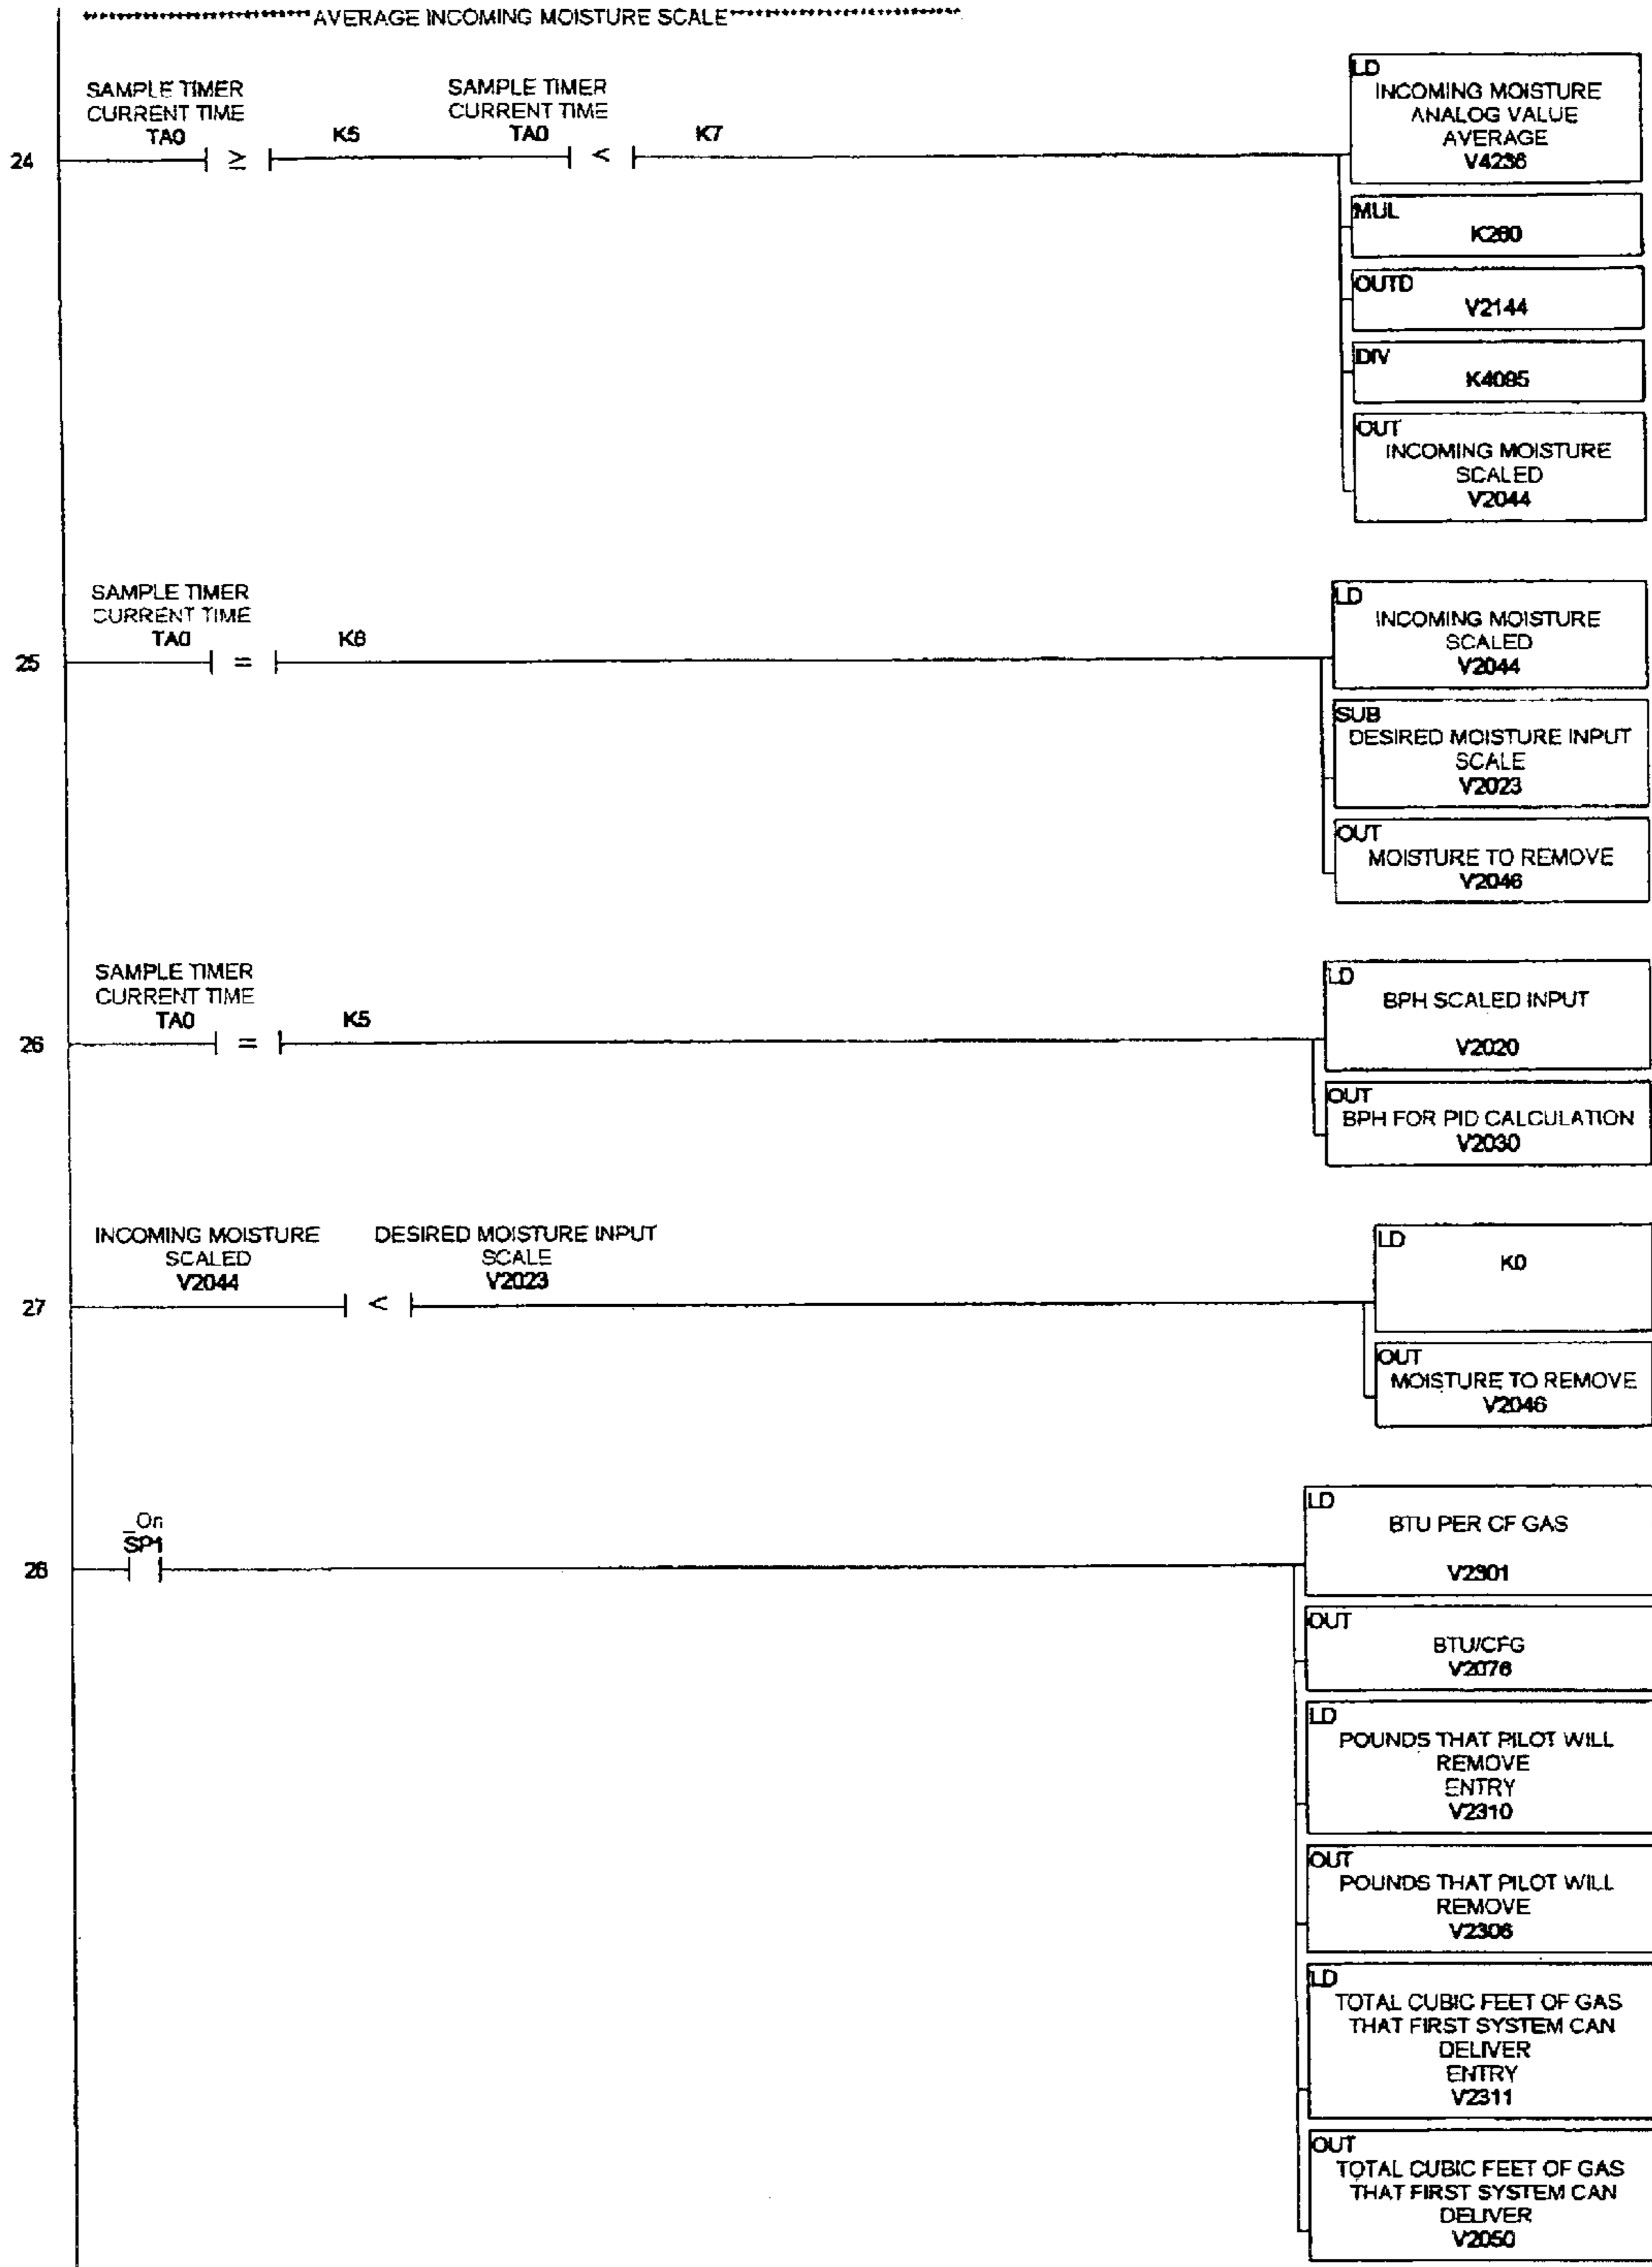 ***********************AVERAGE INCOMING MOISTURE SCALE***********************
24
SAMPLE TIMER
CURRENT TIME
TA0
≥
K5
SAMPLE TIMER
CURRENT TIME
TA0
<
K7
LD
INCOMING MOISTURE
ANALOG VALUE
AVERAGE
V4236
MUL
K260
OUTD
V2144
DIV
K4095
OUT
INCOMING MOISTURE
SCALED
V2044
25
SAMPLE TIMER
CURRENT TIME
TA0
=
K6
LD
INCOMING MOISTURE
SCALED
V2044
SUB
DESIRED MOISTURE INPUT
SCALE
V2023
OUT
MOISTURE TO REMOVE
V2046
26
SAMPLE TIMER
CURRENT TIME
TA0
=
K5
LD
BPH SCALED INPUT
V2020
OUT
BPH FOR PID CALCULATION
V2030
27
INCOMING MOISTURE
SCALED
V2044
<
DESIRED MOISTURE INPUT
SCALE
V2023
LD
K0
OUT
MOISTURE TO REMOVE
V2046
28
_On
SP1
LD
BTU PER CF GAS
V2301
OUT
BTU/CFG
V2076
LD
POUNDS THAT PILOT WILL
REMOVE
ENTRY
V2310
OUT
POUNDS THAT PILOT WILL
REMOVE
V2306
LD
TOTAL CUBIC FEET OF GAS
THAT FIRST SYSTEM CAN
DELIVER
ENTRY
V2311
OUT
TOTAL CUBIC FEET OF GAS
THAT FIRST SYSTEM CAN
DELIVER
V2050